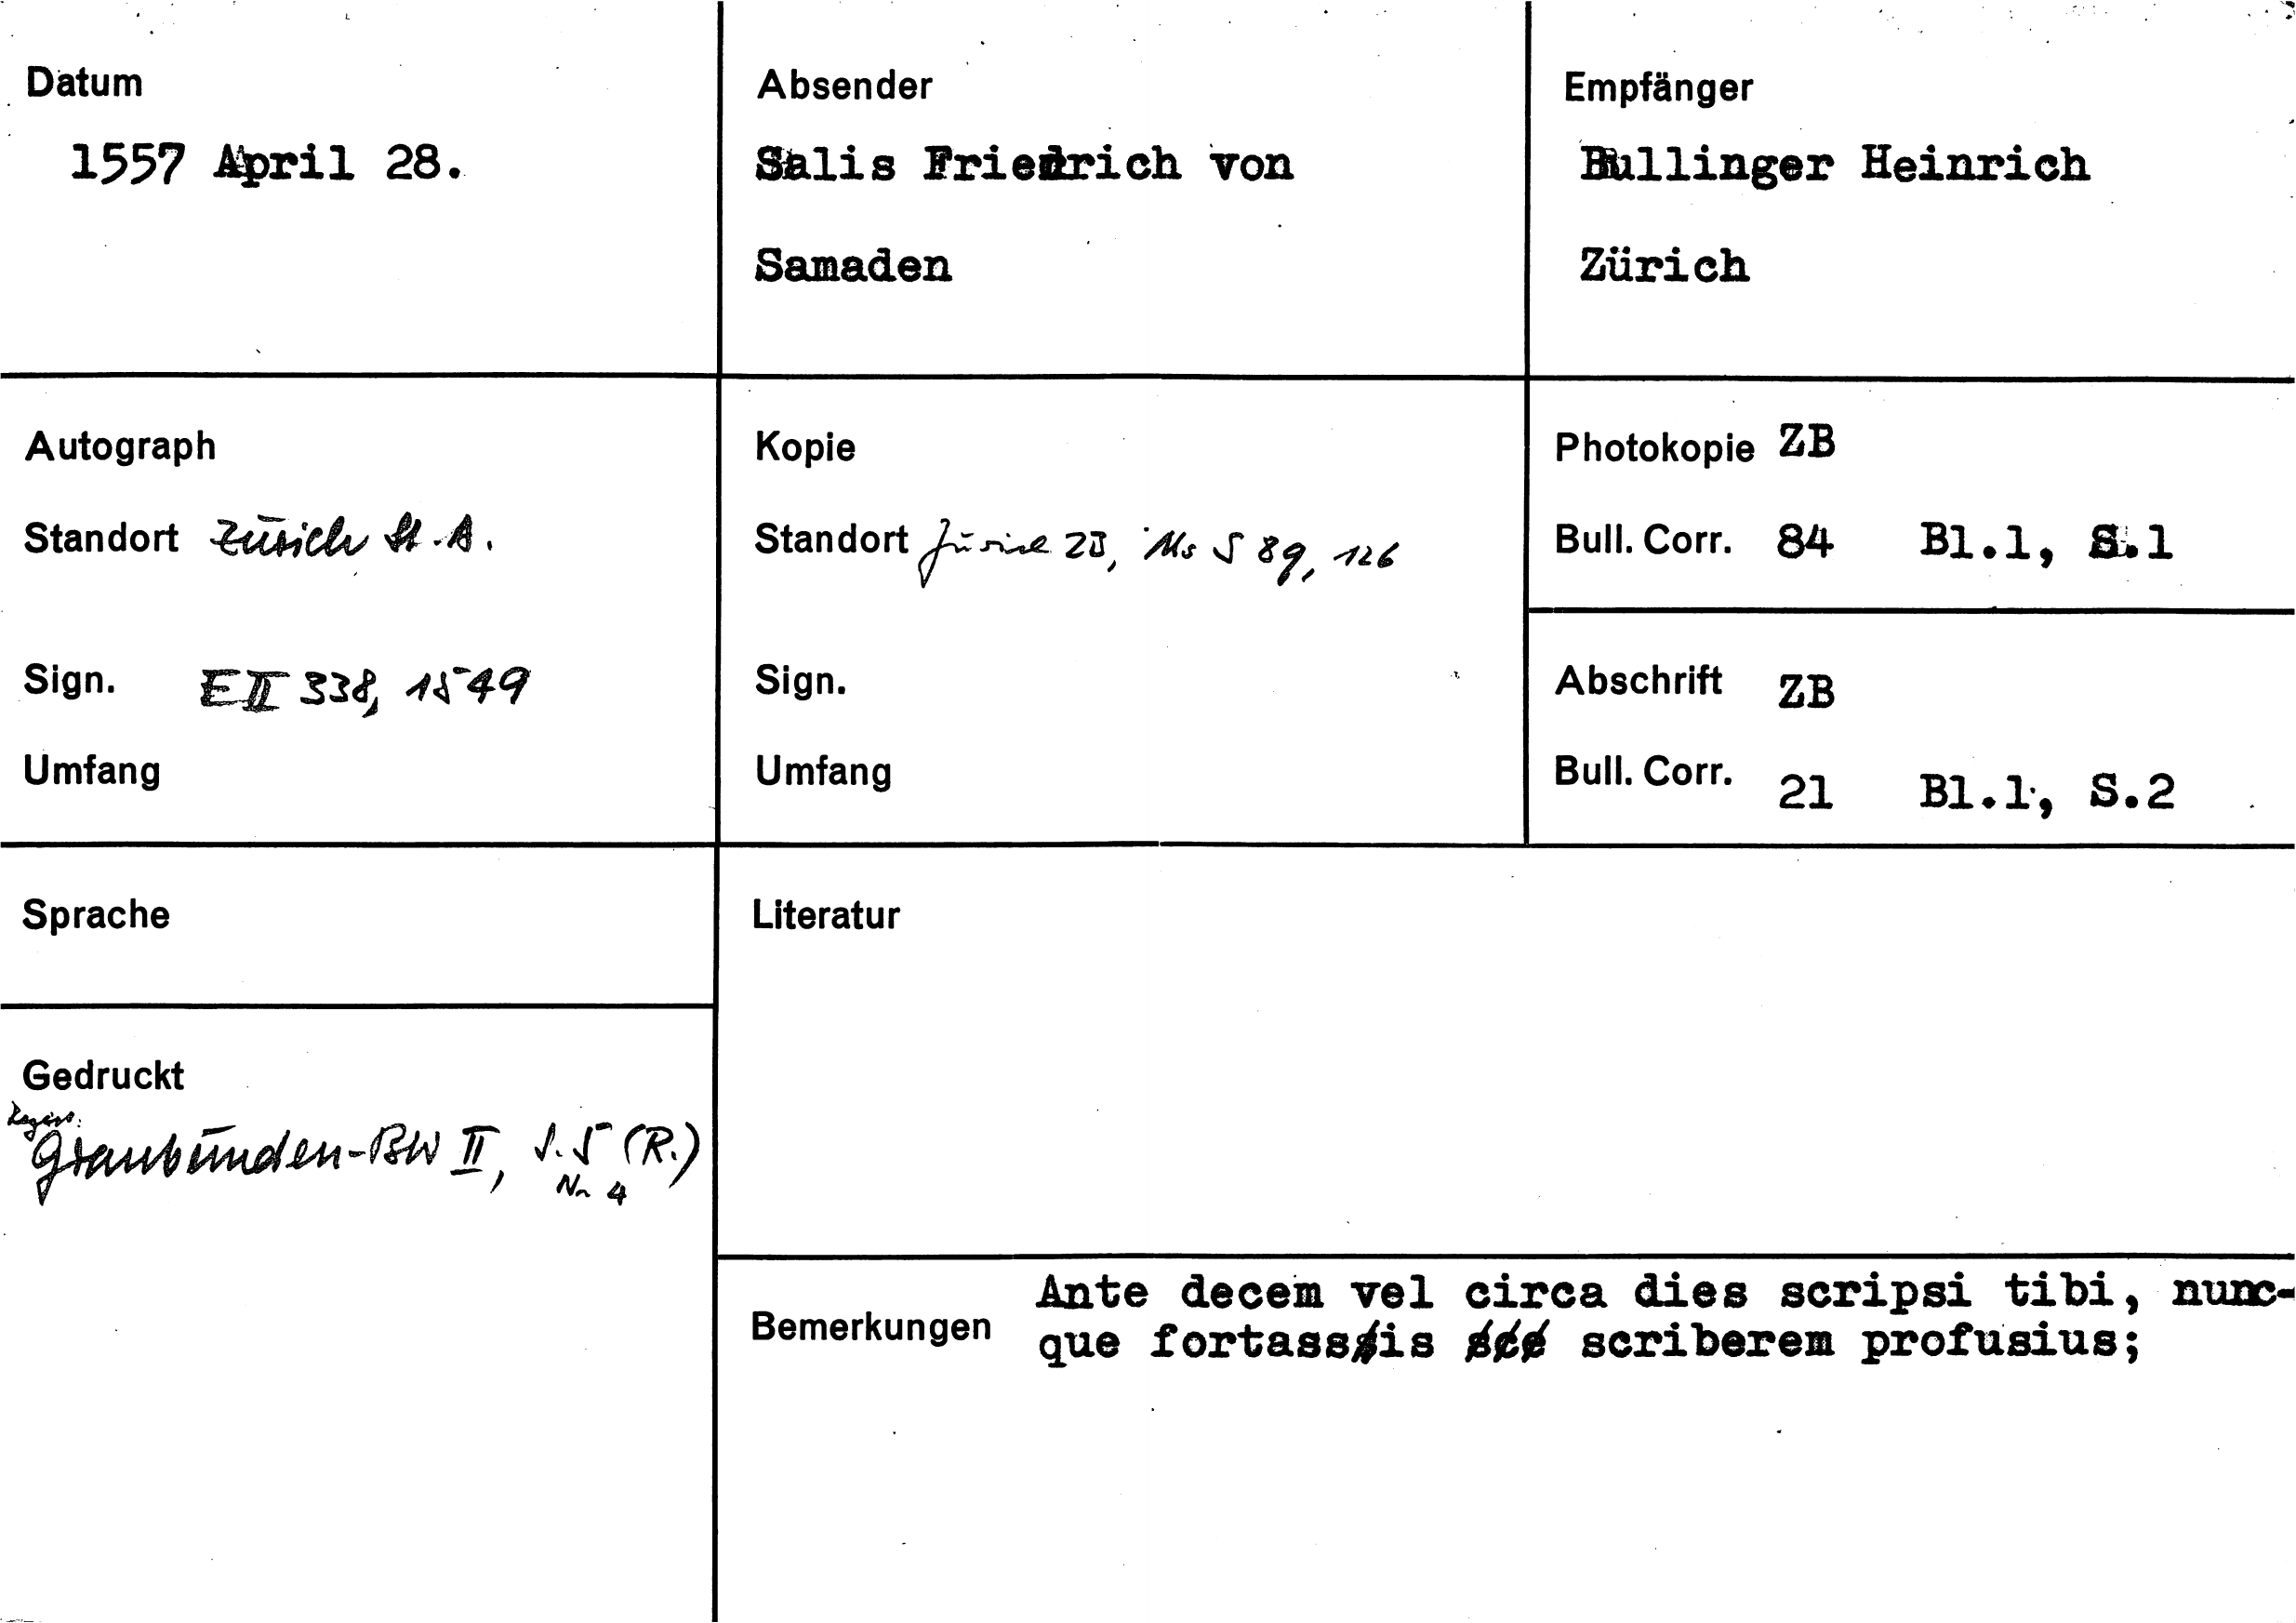 Datum
1557 April 28.
Absender
Salis Friedrich von
Samaden
Empfänger
Bullinger Heinrich
Zürich
Autograph
Standort Zürich St.A.
Sign. EII 338, 1549
Umfang
Kopie
Standort Zürich ZB, Ms S 89, 126
Sign.
Umfang
Photokopie ZB
Bull. Corr. 84 Bl.1, S.1
Abschrift ZB
Bull. Corr. 21 Bl.1, S.2
Sprache
Gedruckt
Graubünden-BW II, S. 5 (R.)
Nr 4
Literatur
Bemerkungen
Ante decem vel circa dies scripsi tibi, nunc-
que fortassis scriberem profusius;